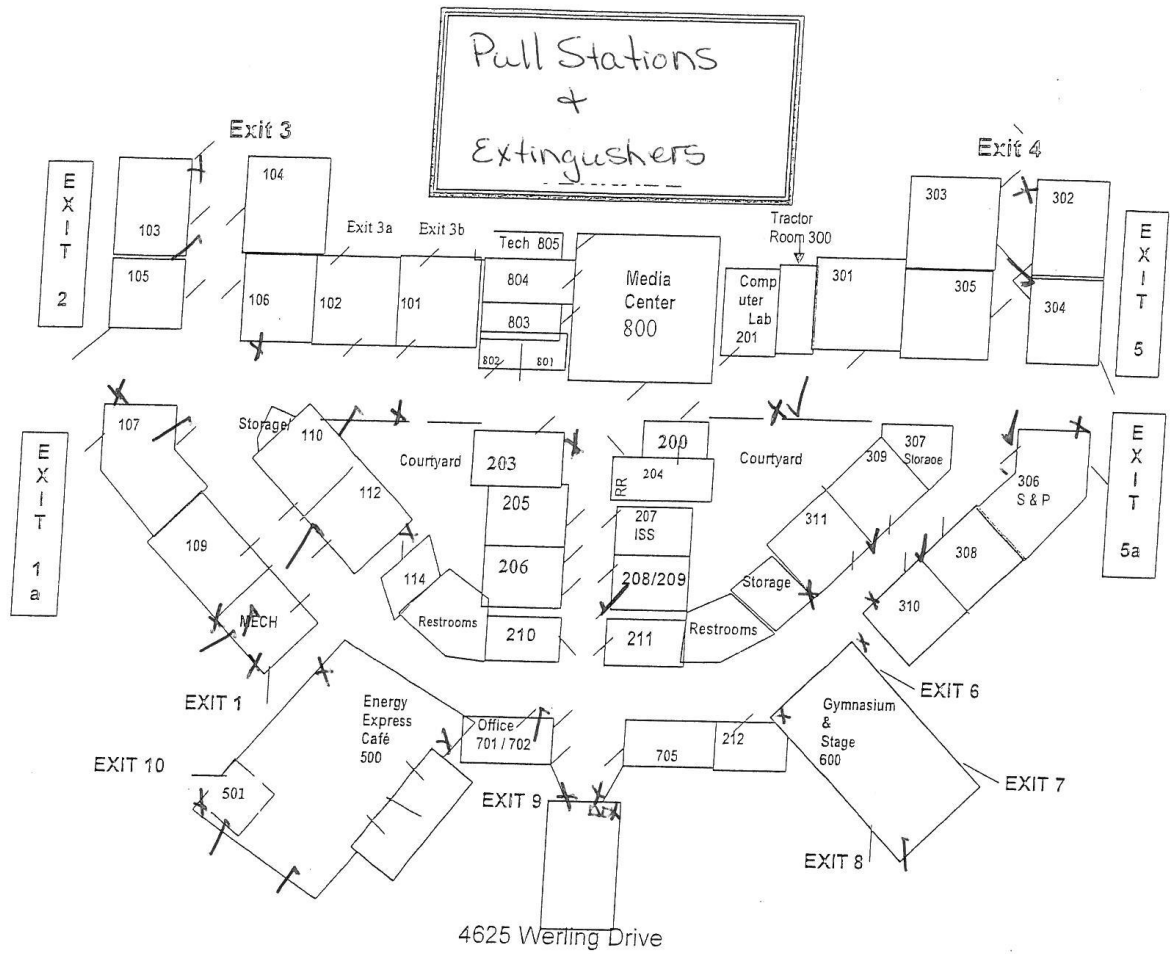 Pull Stations
&
Extingushers
Exit 3
Exit 4
EXIT 2
103
104
105
106
Exit 3a
Exit 3b
102
101
Tech 805
804
803
802
801
Media
Center
800
Tractor
Room 300
Comp
uter
Lab
201
301
303
305
302
304
EXIT 5
EXIT 1a
107
109
MECH
Storage
110
112
114
Courtyard
203
205
206
210
Restrooms
200
RR
204
207
ISS
208/209
211
Restrooms
Courtyard
Storage
311
309
307
Storaoe
306
S & P
308
310
EXIT 5a
EXIT 1
EXIT 10
501
Energy
Express
Café
500
Office
701 / 702
EXIT 9
705
212
Gymnasium
&
Stage
600
EXIT 6
EXIT 7
EXIT 8
4625 Werling Drive